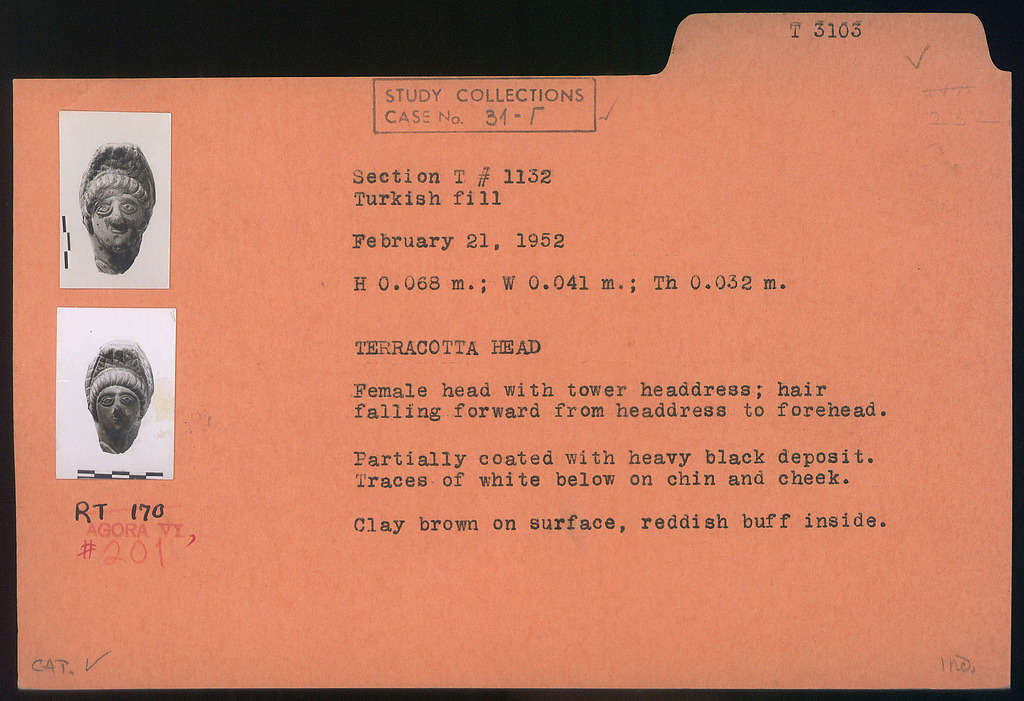 T 3103
STUDY COLLECTIONS
CASE No. 31-Γ
Section T # 1132
Turkish fill
February 21, 1952
H 0.068 m.; W 0.041 m.; Th 0.032 m.
TERRACOTTA HEAD
Female head with tower headdress; hair
falling forward from headdress to forehead.
Partially coated with heavy black deposit.
Traces of white below on chin and cheek.
Clay brown on surface, reddish buff inside.
RT 170
AGORA VI,
#201
CAT. ✓
IND.